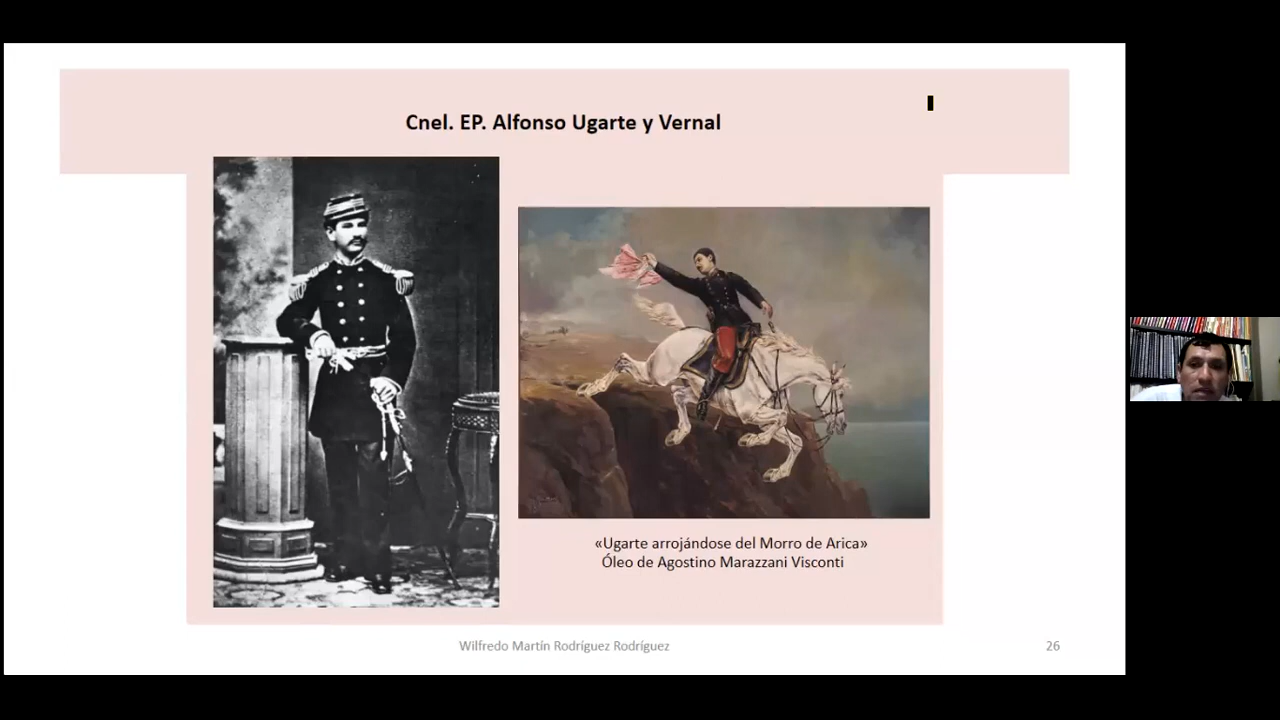 Cnel. EP. Alfonso Ugarte y Vernal
«Ugarte arrojándose del Morro de Arica»
Óleo de Agostino Marazzani Visconti
Wilfredo Martín Rodríguez Rodríguez
26